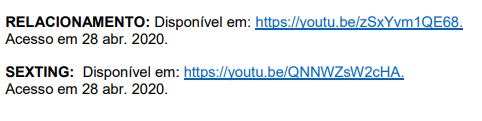 RELACIONAMENTO: Disponível em: https://youtu.be/zSxYvm1QE68.
Acesso em 28 abr. 2020.
SEXTING:  Disponível em: https://youtu.be/QNNWZsW2cHA.
Acesso em 28 abr. 2020.